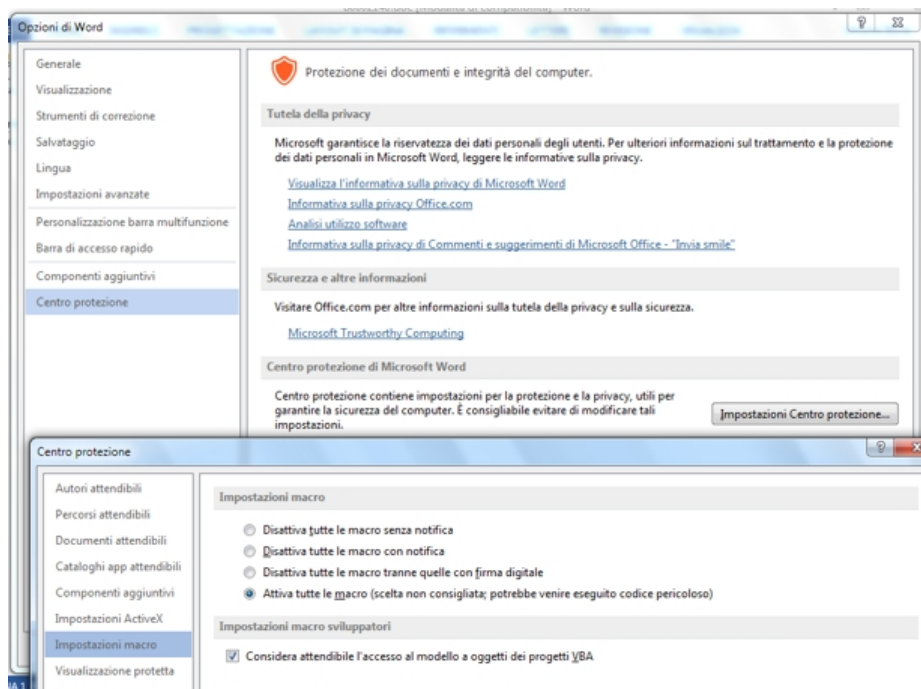 [Modalità di compatibilità] - Word
Opzioni di Word
Generale
Visualizzazione
Strumenti di correzione
Salvataggio
Lingua
Impostazioni avanzate
Personalizzazione barra multifunzione
Barra di accesso rapido
Componenti aggiuntivi
Centro protezione
Protezione dei documenti e integrità del computer.
Tutela della privacy
Microsoft garantisce la riservatezza dei dati personali degli utenti. Per ulteriori informazioni sul trattamento e la protezione
dei dati personali in Microsoft Word, leggere le informative sulla privacy.
Visualizza l'informativa sulla privacy di Microsoft Word
Informativa sulla privacy Office.com
Analisi utilizzo software
Informativa sulla privacy di Commenti e suggerimenti di Microsoft Office - "Invia smile"
Sicurezza e altre informazioni
Visitare Office.com per altre informazioni sulla tutela della privacy e sulla sicurezza.
Microsoft Trustworthy Computing
Centro protezione di Microsoft Word
Centro protezione contiene impostazioni per la protezione e la privacy, utili per
garantire la sicurezza del computer. È consigliabile evitare di modificare tali
impostazioni.
Impostazioni Centro protezione...
Centro protezione
Autori attendibili
Percorsi attendibili
Documenti attendibili
Cataloghi app attendibili
Componenti aggiuntivi
Impostazioni ActiveX
Impostazioni macro
Visualizzazione protetta
Impostazioni macro
Disattiva tutte le macro senza notifica
Disattiva tutte le macro con notifica
Disattiva tutte le macro tranne quelle con firma digitale
Attiva tutte le macro (scelta non consigliata; potrebbe venire eseguito codice pericoloso)
Impostazioni macro sviluppatori
Considera attendibile l'accesso al modello a oggetti dei progetti VBA